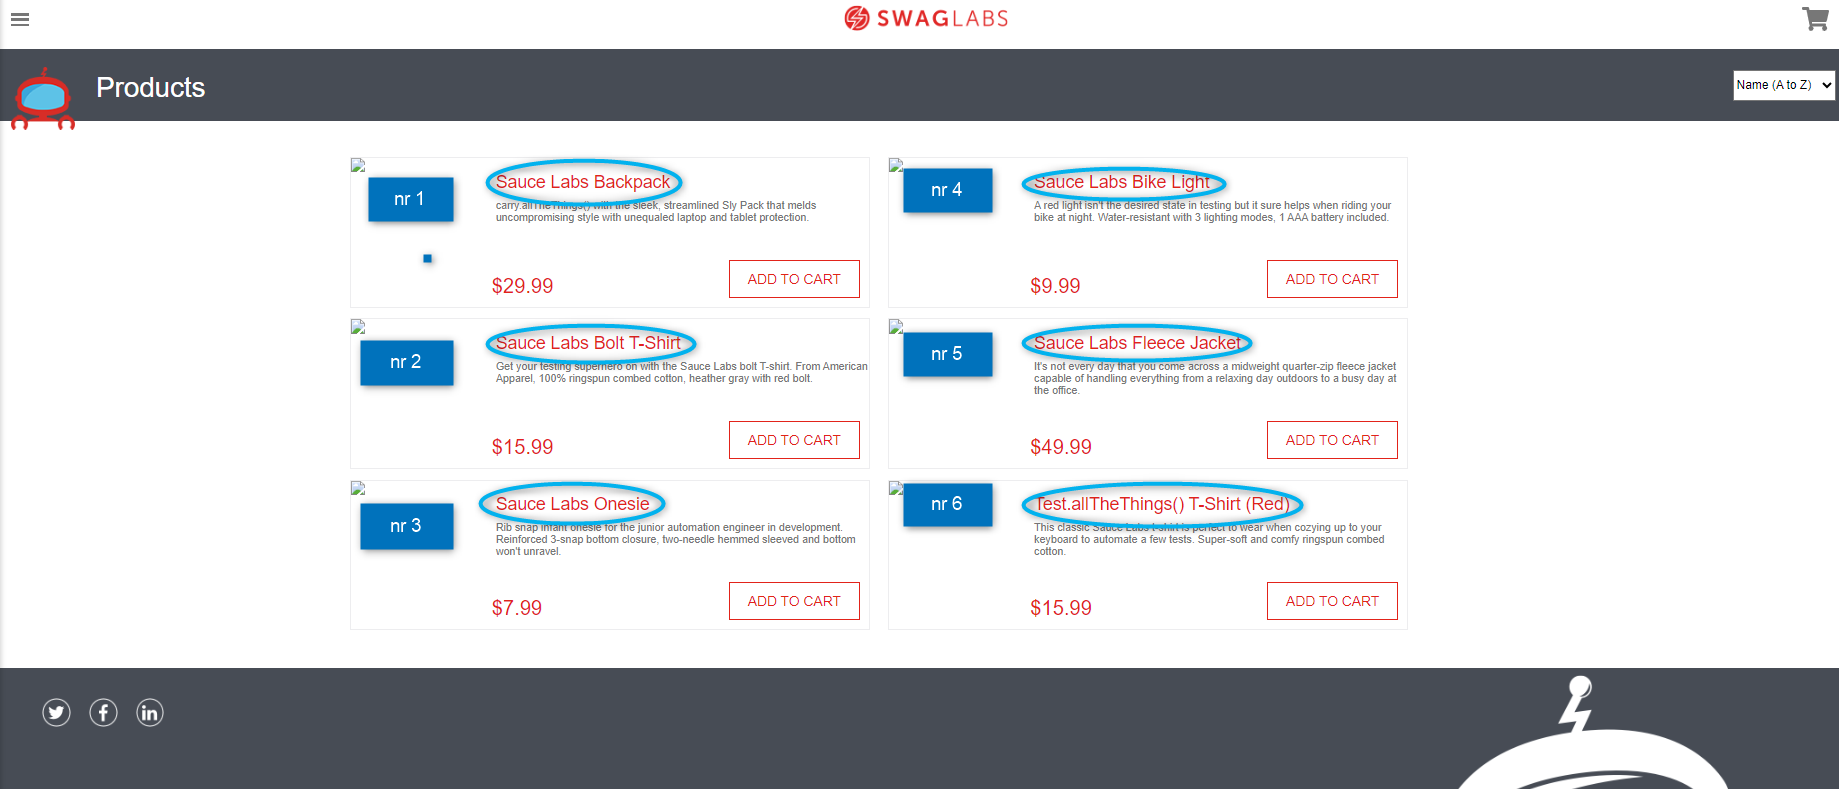 SWAGLABS
Products
Name (A to Z)
nr 1
Sauce Labs Backpack
carry.allTheThings() with the sleek, streamlined Sly Pack that melds
uncompromising style with unequaled laptop and tablet protection.
$29.99
ADD TO CART
nr 4
Sauce Labs Bike Light
A red light isn't the desired state in testing but it sure helps when riding your
bike at night. Water-resistant with 3 lighting modes, 1 AAA battery included.
$9.99
ADD TO CART
nr 2
Sauce Labs Bolt T-Shirt
Get your testing superhero on with the Sauce Labs bolt T-shirt. From American
Apparel, 100% ringspun combed cotton, heather gray with red bolt.
$15.99
ADD TO CART
nr 5
Sauce Labs Fleece Jacket
It's not every day that you come across a midweight quarter-zip fleece jacket
capable of handling everything from a relaxing day outdoors to a busy day at
the office.
$49.99
ADD TO CART
nr 3
Sauce Labs Onesie
Rib snap infant onesie for the junior automation engineer in development.
Reinforced 3-snap bottom closure, two-needle hemmed sleeved and bottom
won't unravel.
$7.99
ADD TO CART
nr 6
Test.allTheThings() T-Shirt (Red)
This classic Sauce Labs t-shirt is perfect to wear when cozying up to your
keyboard to automate a few tests. Super-soft and comfy ringspun combed
cotton.
$15.99
ADD TO CART